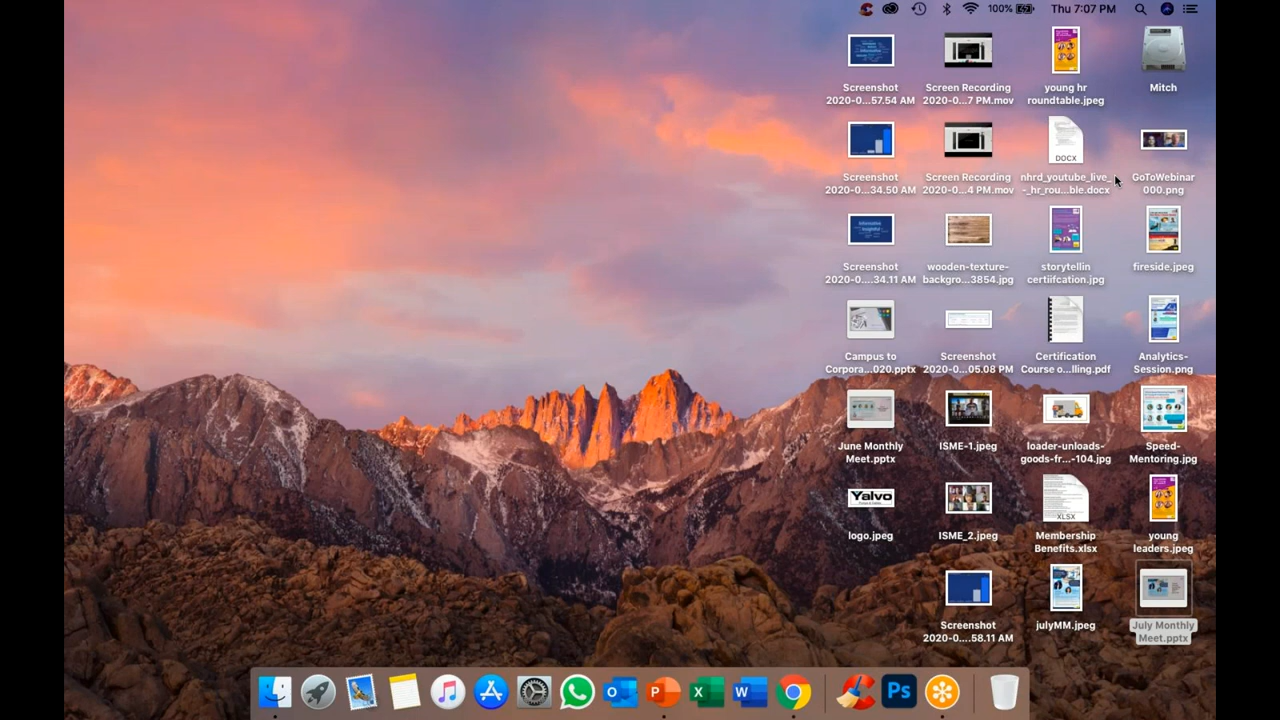 100%
Thu 7:07 PM
Screenshot
2020-0....57.54 AM
Screen Recording
2020-0...7 PM.mov
young hr
roundtable.jpeg
Mitch
Screenshot
2020-0....34.50 AM
Screen Recording
2020-0...4 PM.mov
DOCX
nhrd_youtube_live_
-_hr_rou...ble.docx
GoToWebinar
000.png
Screenshot
2020-0....34.11 AM
wooden-texture-
backgro...3854.jpg
storytellin
certiifcation.jpg
fireside.jpeg
Campus to
Corpora...020.pptx
Screenshot
2020-0....05.08 PM
Certification
Course o...lling.pdf
Analytics-
Session.png
June Monthly
Meet.pptx
ISME-1.jpeg
loader-unloads-
goods-fr...-104.jpg
Speed-
Mentoring.jpg
Yalvo
logo.jpeg
ISME_2.jpeg
XLSX
Membership
Benefits.xlsx
young
leaders.jpeg
Screenshot
2020-0....58.11 AM
julyMM.jpeg
July Monthly
Meet.pptx
O
P
X
W
Ps